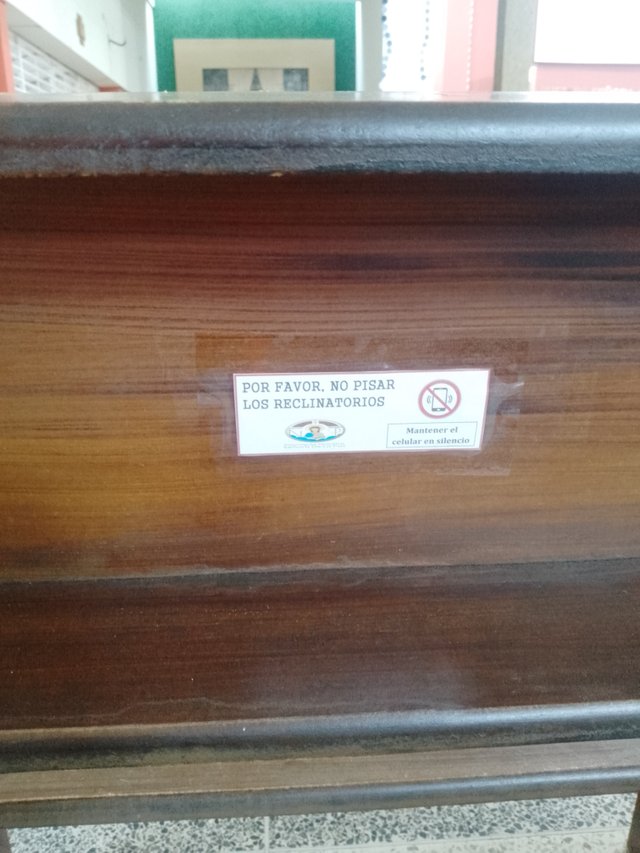 POR FAVOR, NO PISAR
LOS RECLINATORIOS
Mantener el
celular en silencio